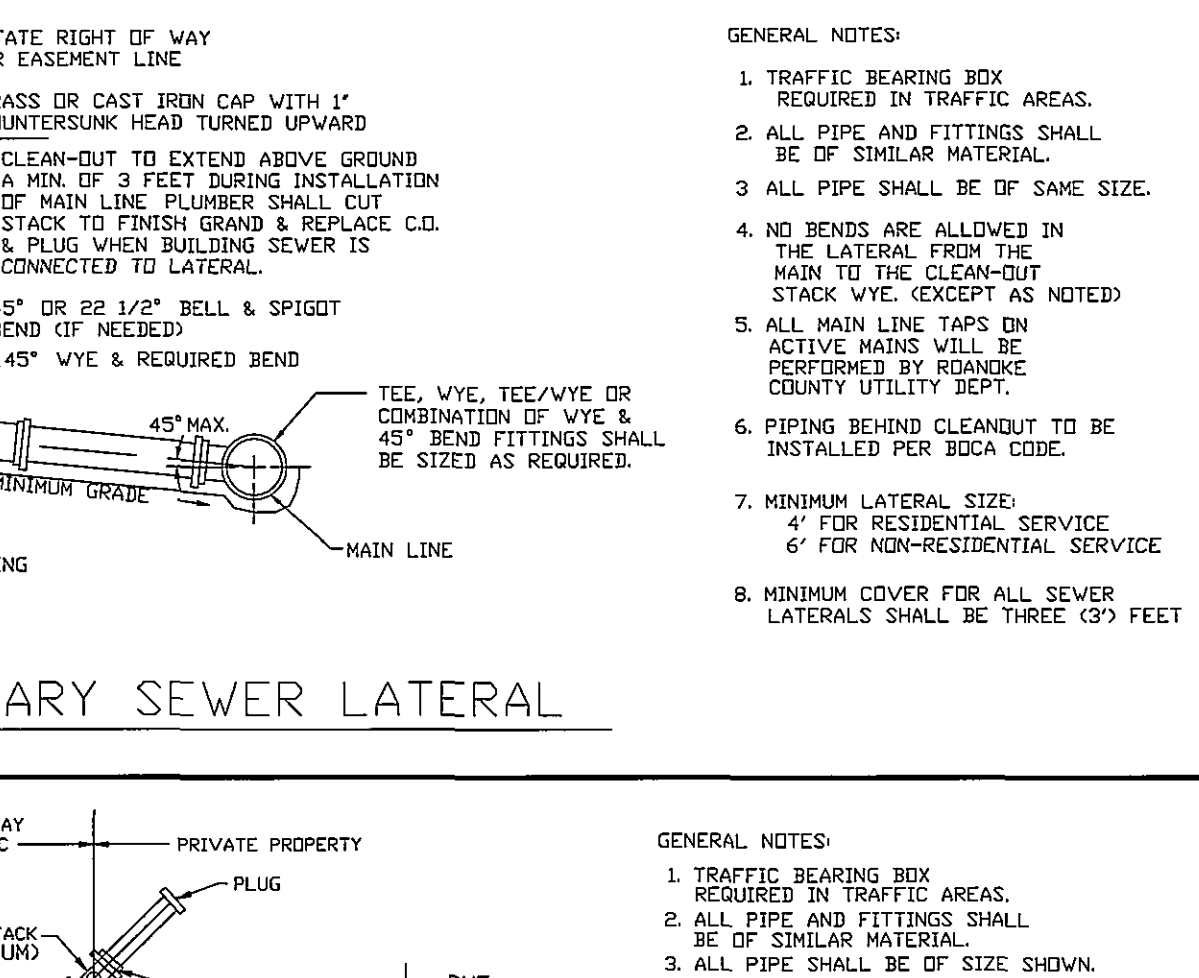 TATE RIGHT OF WAY
R EASEMENT LINE
RASS OR CAST IRON CAP WITH 1"
OUNTERSUNK HEAD TURNED UPWARD
CLEAN-OUT TO EXTEND ABOVE GROUND
A MIN. OF 3 FEET DURING INSTALLATION
OF MAIN LINE PLUMBER SHALL CUT
STACK TO FINISH GRAND & REPLACE C.O.
& PLUG WHEN BUILDING SEWER IS
CONNECTED TO LATERAL.
45° OR 22 1/2° BELL & SPIGOT
BEND (IF NEEDED)
45° WYE & REQUIRED BEND
TEE, WYE, TEE/WYE OR
COMBINATION OF WYE &
45° BEND FITTINGS SHALL
BE SIZED AS REQUIRED.
45° MAX.
MINIMUM GRADE
MAIN LINE
ING
GENERAL NOTES:
1. TRAFFIC BEARING BOX
REQUIRED IN TRAFFIC AREAS.
2. ALL PIPE AND FITTINGS SHALL
BE OF SIMILAR MATERIAL.
3 ALL PIPE SHALL BE OF SAME SIZE.
4. NO BENDS ARE ALLOWED IN
THE LATERAL FROM THE
MAIN TO THE CLEAN-OUT
STACK WYE. (EXCEPT AS NOTED)
5. ALL MAIN LINE TAPS ON
ACTIVE MAINS WILL BE
PERFORMED BY ROANOKE
COUNTY UTILITY DEPT.
6. PIPING BEHIND CLEANOUT TO BE
INSTALLED PER BOCA CODE.
7. MINIMUM LATERAL SIZE:
4' FOR RESIDENTIAL SERVICE
6' FOR NON-RESIDENTIAL SERVICE
8. MINIMUM COVER FOR ALL SEWER
LATERALS SHALL BE THREE (3') FEET
ARY SEWER LATERAL
AY
C
PRIVATE PROPERTY
PLUG
TACK
UM)
GENERAL NOTES:
1. TRAFFIC BEARING BOX
REQUIRED IN TRAFFIC AREAS.
2. ALL PIPE AND FITTINGS SHALL
BE OF SIMILAR MATERIAL.
3. ALL PIPE SHALL BE OF SIZE SHOWN.